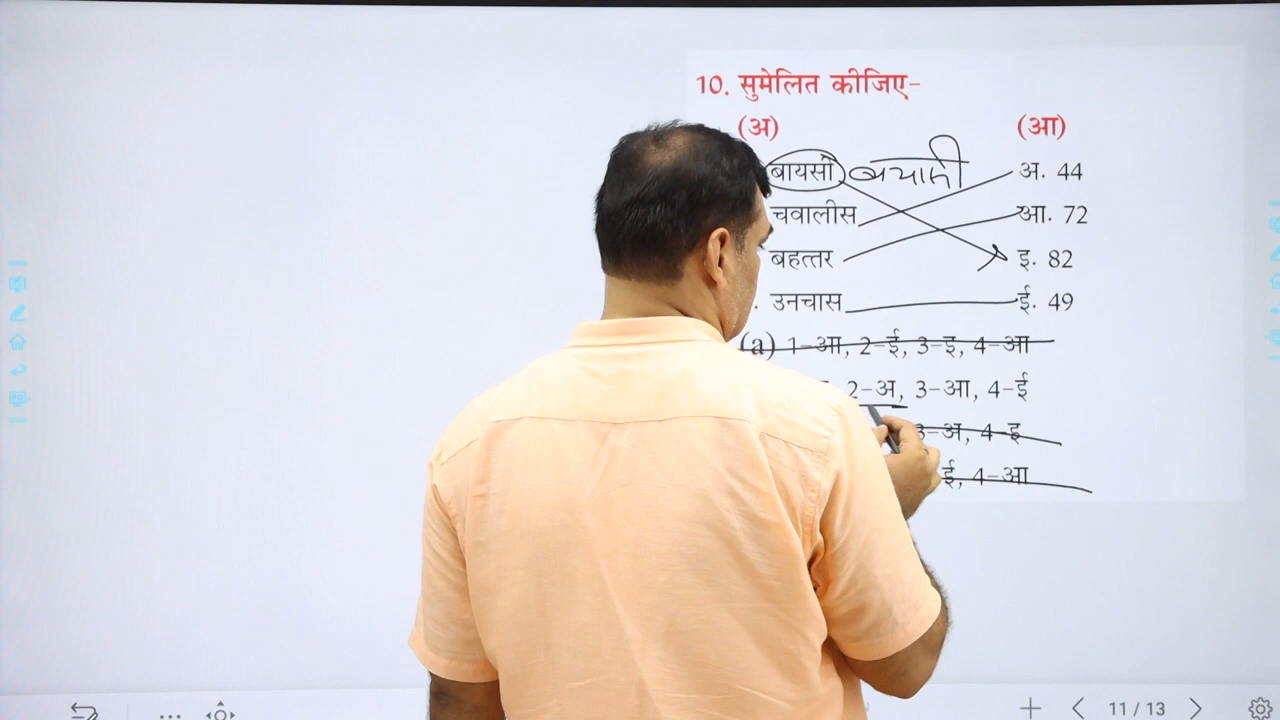 10. सुमेलित कीजिए-
(अ) (आ)
बायसी बयासी अ. 44
चवालीस आ. 72
बहत्तर इ. 82
उनचास ई. 49
(a) 1-आ, 2-ई, 3-इ, 4-आ
2-अ, 3-आ, 4-ई
3-अ, 4-इ
ई, 4-आ
11 / 13